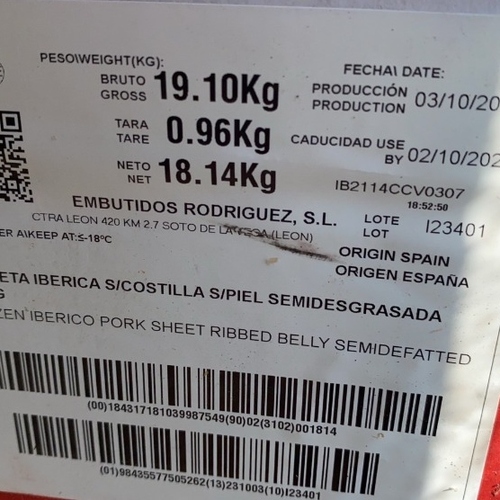 PESO\WEIGHT(KG):
BRUTO
GROSS 19.10Kg
TARA
TARE 0.96Kg
NETO
NET 18.14Kg
FECHA\ DATE:
PRODUCCIÓN
PRODUCTION 03/10/20
CADUCIDAD USE
BY 02/10/202
IB2114CCV0307
18:52:50
EMBUTIDOS RODRIGUEZ, S.L.
CTRA LEON 420 KM 2.7 SOTO DE LA (LEON)
LOTE
LOT I23401
ER A\KEEP AT:≤-18ºC
ORIGIN SPAIN
ORIGEN ESPAÑA
ETA IBERICA S/COSTILLA S/PIEL SEMIDESGRASADA
G
ZEN IBERICO PORK SHEET RIBBED BELLY SEMIDEFATTED
(00)184317181039987549(90)02(3102)001814
(01)98435577505262(13)231003(10)I23401